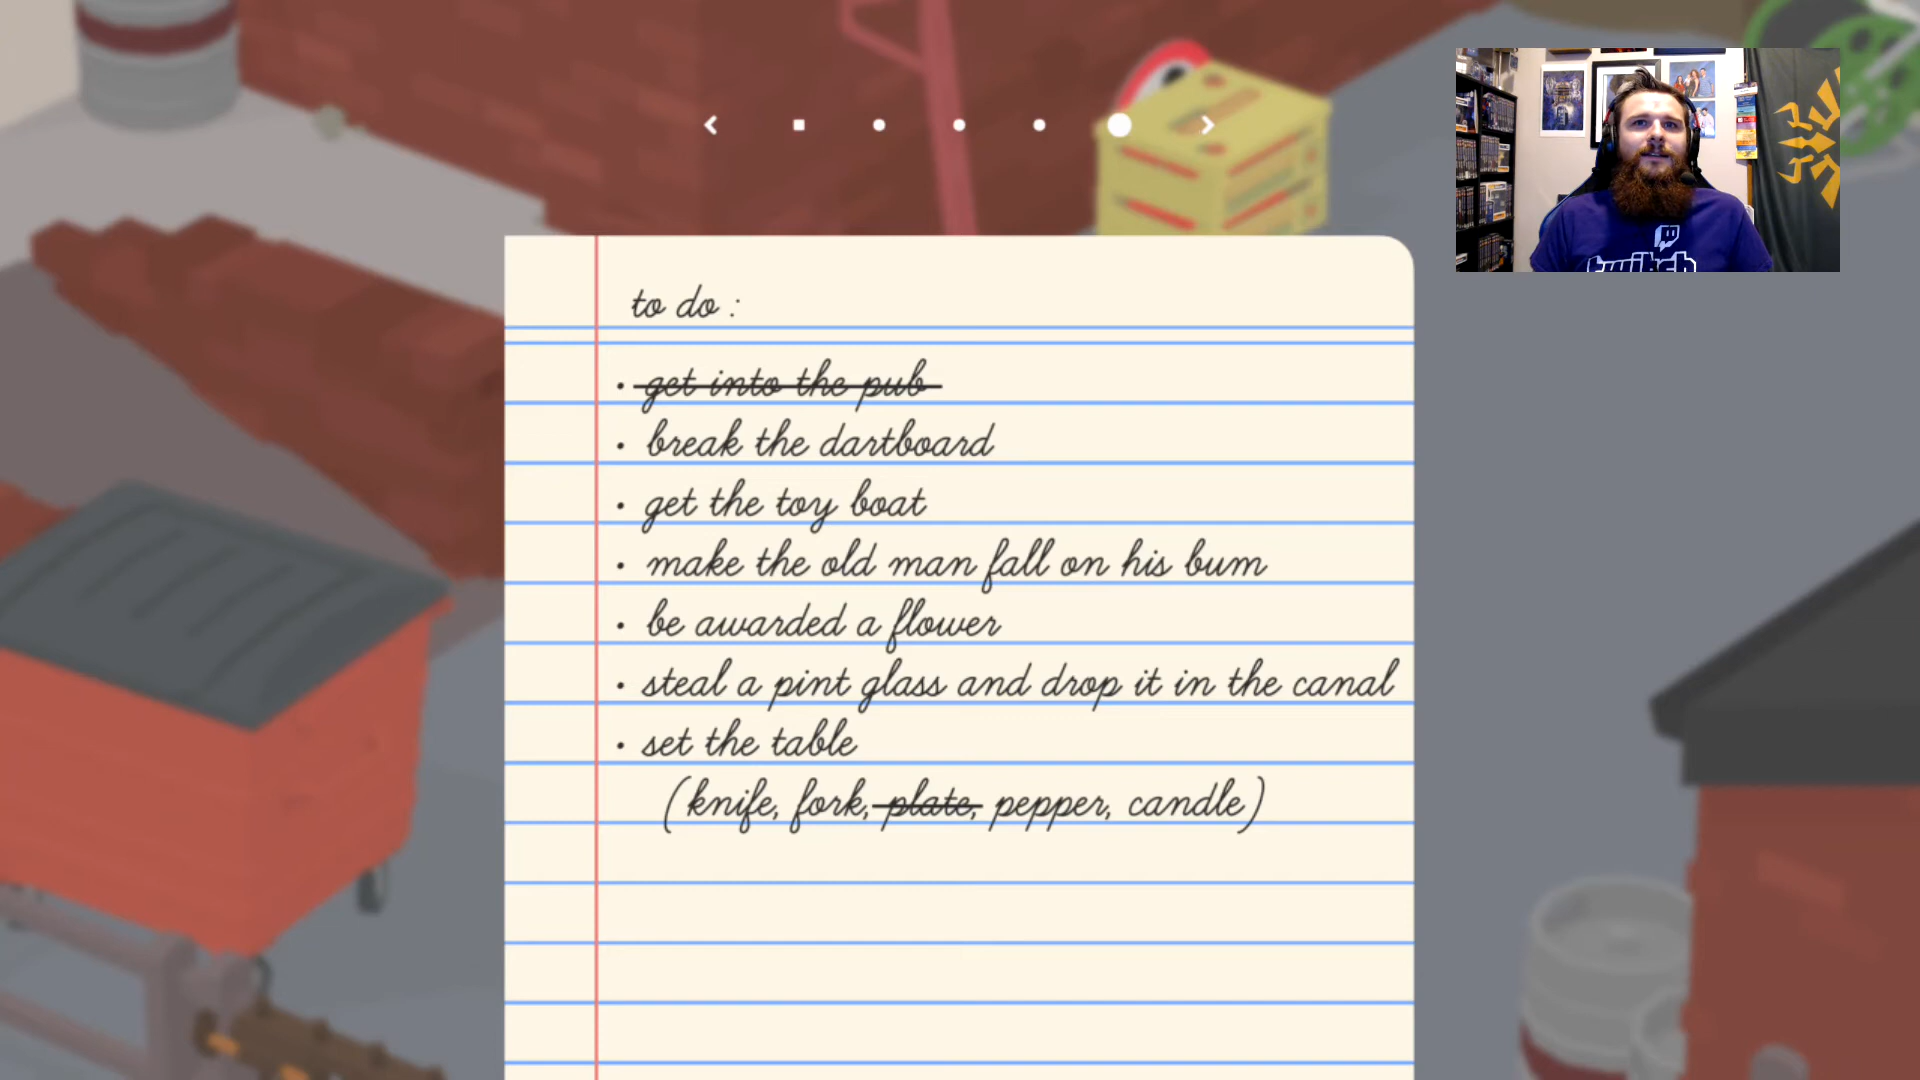 to do :
• get into the pub
• break the dartboard
• get the toy boat
• make the old man fall on his bum
• be awarded a flower
• steal a pint glass and drop it in the canal
• set the table
(knife, fork, plate, pepper, candle)
twitch